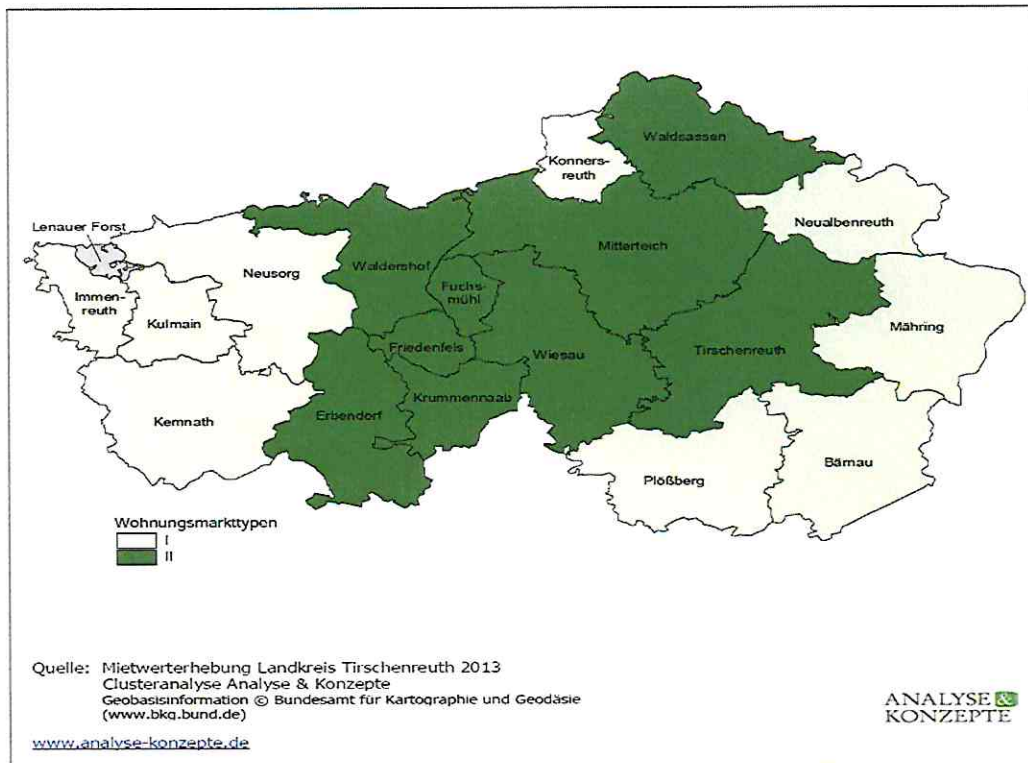 Waldsassen
Konners-
reuth
Neualbenreuth
Lenauer Forst
Mitterteich
Neusorg
Waldershof
Fuchs-
mühl
Immen-
reuth
Kulmain
Mähring
Friedenfels
Wiesau
Tirschenreuth
Krummennaab
Erbendorf
Kemnath
Bärnau
Plößberg
Wohnungsmarkttypen
I
II
Quelle: Mietwerterhebung Landkreis Tirschenreuth 2013
Clusteranalyse Analyse & Konzepte
Geobasisinformation © Bundesamt für Kartographie und Geodäsie
(www.bkg.bund.de)
ANALYSE &
KONZEPTE
www.analyse-konzepte.de